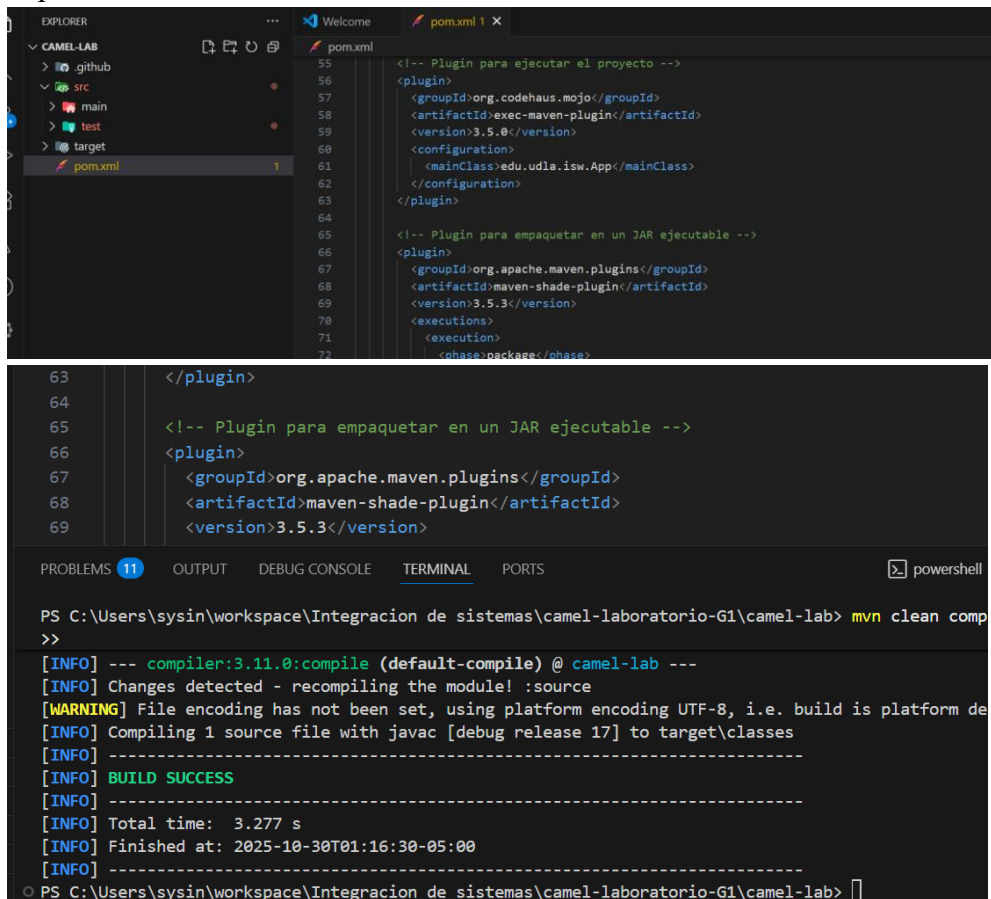 EXPLORER
CAMEL-LAB
.github
src
main
test
target
pom.xml 1
Welcome
pom.xml 1
pom.xml
55 <!-- Plugin para ejecutar el proyecto -->
56 <plugin>
57 <groupId>org.codehaus.mojo</groupId>
58 <artifactId>exec-maven-plugin</artifactId>
59 <version>3.5.0</version>
60 <configuration>
61 <mainClass>edu.udla.isw.App</mainClass>
62 </configuration>
63 </plugin>
64
65 <!-- Plugin para empaquetar en un JAR ejecutable -->
66 <plugin>
67 <groupId>org.apache.maven.plugins</groupId>
68 <artifactId>maven-shade-plugin</artifactId>
69 <version>3.5.3</version>
70 <executions>
71 <execution>
72 <phase>package</phase>
63 </plugin>
64
65 <!-- Plugin para empaquetar en un JAR ejecutable -->
66 <plugin>
67 <groupId>org.apache.maven.plugins</groupId>
68 <artifactId>maven-shade-plugin</artifactId>
69 <version>3.5.3</version>
PROBLEMS 11 OUTPUT DEBUG CONSOLE TERMINAL PORTS powershell
PS C:\Users\sysin\workspace\Integracion de sistemas\camel-laboratorio-G1\camel-lab> mvn clean comp
>>
[INFO] --- compiler:3.11.0:compile (default-compile) @ camel-lab ---
[INFO] Changes detected - recompiling the module! :source
[WARNING] File encoding has not been set, using platform encoding UTF-8, i.e. build is platform de
[INFO] Compiling 1 source file with javac [debug release 17] to target\classes
[INFO] ------------------------------------------------------------------------
[INFO] BUILD SUCCESS
[INFO] ------------------------------------------------------------------------
[INFO] Total time: 3.277 s
[INFO] Finished at: 2025-10-30T01:16:30-05:00
[INFO] ------------------------------------------------------------------------
PS C:\Users\sysin\workspace\Integracion de sistemas\camel-laboratorio-G1\camel-lab>